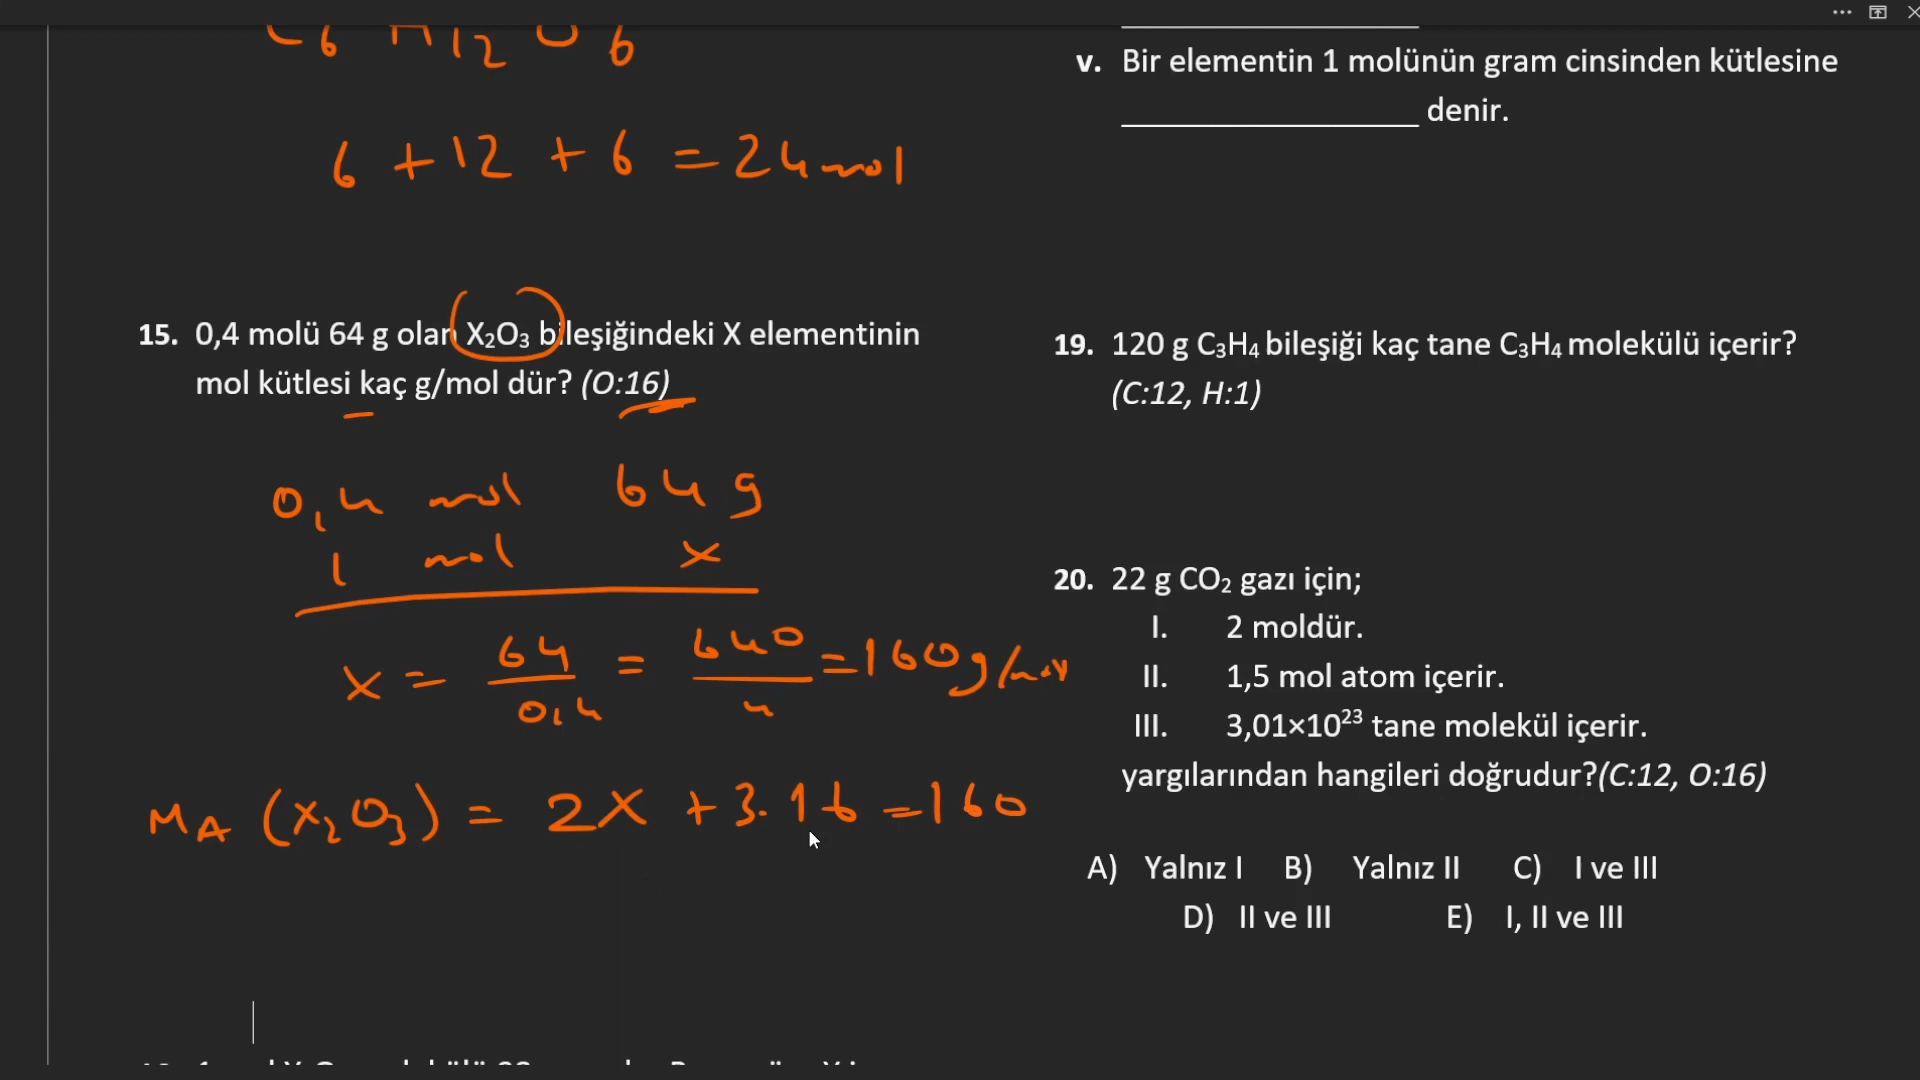 C6 H12 O6
6 + 12 + 6 = 24 mol
15. 0,4 molü 64 g olan X₂O₃ bileşiğindeki X elementinin
mol kütlesi kaç g/mol dür? (O:16)
0,4 mol 64 g
1 mol x
x = 64/0,4 = 640/4 = 160 g/mol
MA (X₂O₃) = 2X + 3.16 = 160
v. Bir elementin 1 molünün gram cinsinden kütlesine
____________________ denir.
19. 120 g C₃H₄ bileşiği kaç tane C₃H₄ molekülü içerir?
(C:12, H:1)
20. 22 g CO₂ gazı için;
I. 2 moldür.
II. 1,5 mol atom içerir.
III. 3,01×10²³ tane molekül içerir.
yargılarından hangileri doğrudur?(C:12, O:16)
A) Yalnız I B) Yalnız II C) I ve III
D) II ve III E) I, II ve III